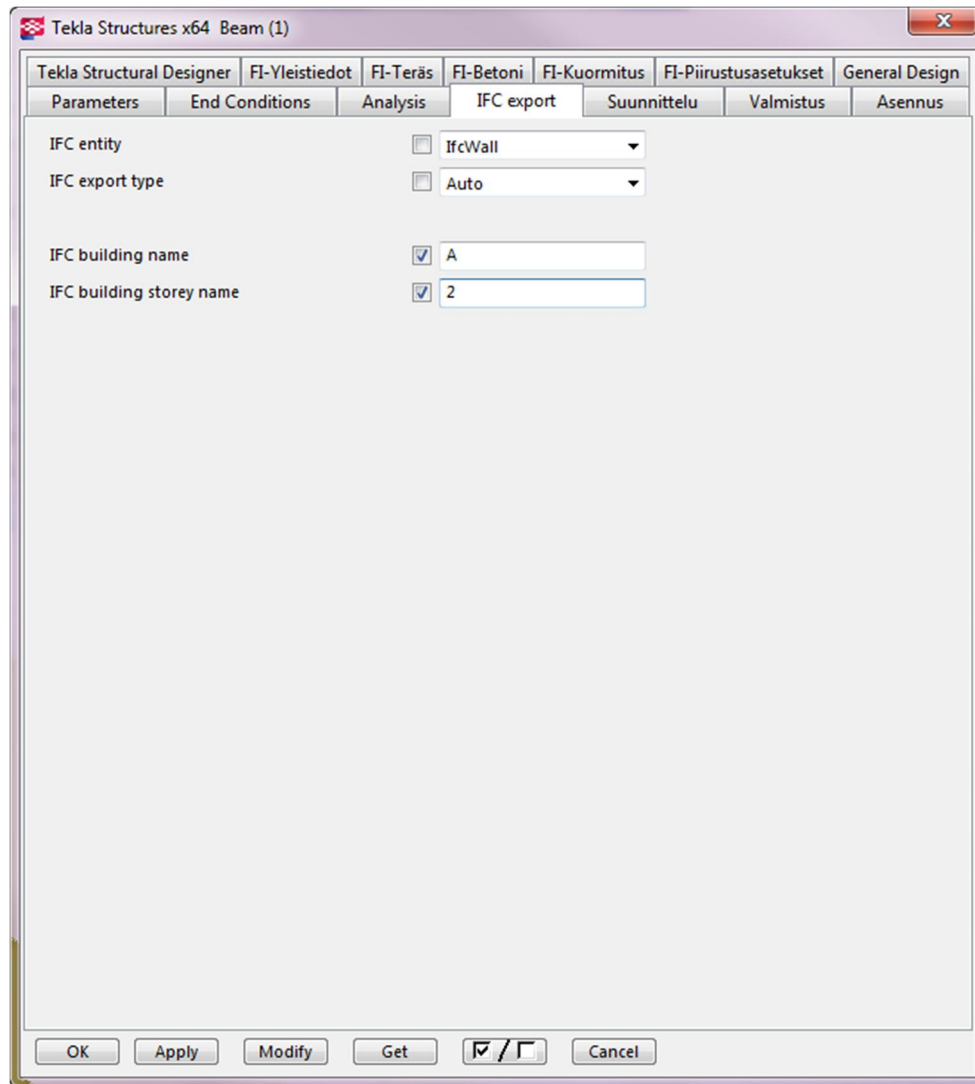 Tekla Structures x64 Beam (1)
x
Tekla Structural Designer FI-Yleistiedot FI-Teräs FI-Betoni FI-Kuormitus FI-Piirustusasetukset General Design
Parameters End Conditions Analysis IFC export Suunnittelu Valmistus Asennus
IFC entity IfcWall
IFC export type Auto
IFC building name A
IFC building storey name 2
OK Apply Modify Get / Cancel